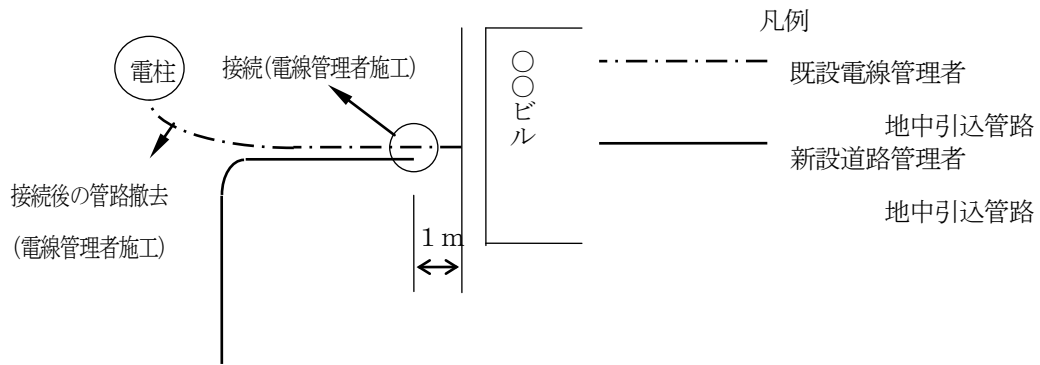 凡例
電柱
接続(電線管理者施工)
○○ビル
既設電線管理者
地中引込管路
新設道路管理者
地中引込管路
接続後の管路撤去
(電線管理者施工)
1m